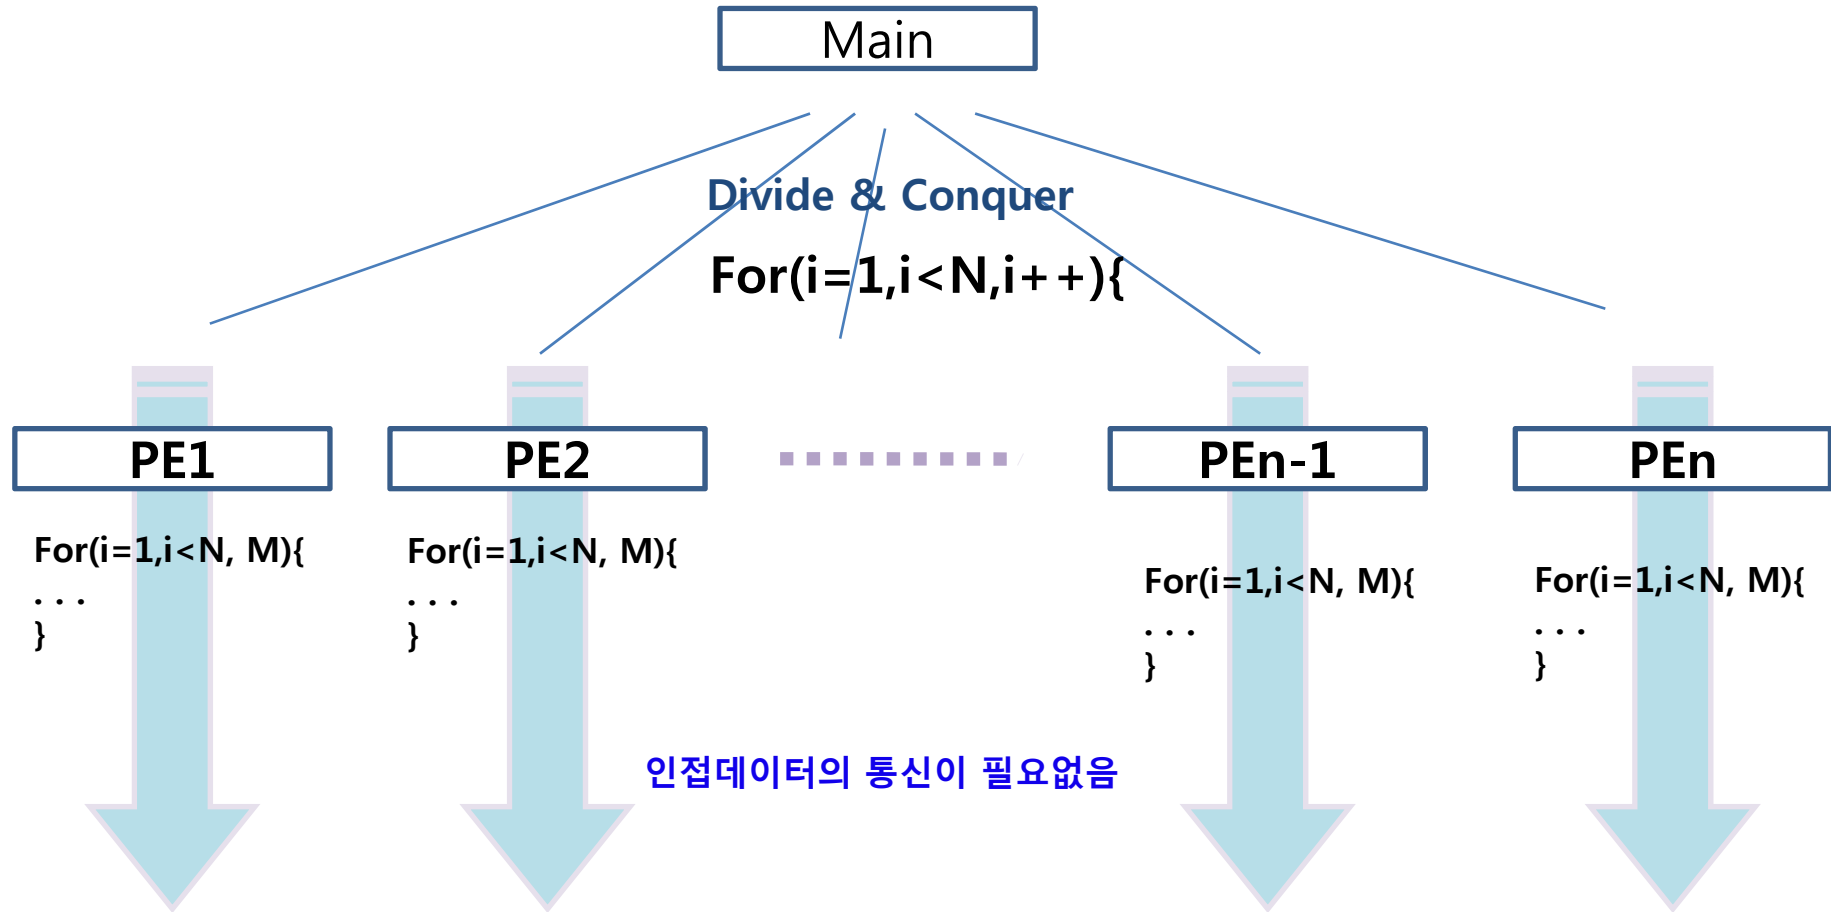 Main
Divide & Conquer
For(i=1,i<N,i++){
PE1
PE2
PEn-1
PEn
For(i=1,i<N, M){
. . .
}
For(i=1,i<N, M){
. . .
}
For(i=1,i<N, M){
. . .
}
For(i=1,i<N, M){
. . .
}
인접데이터의 통신이 필요없음